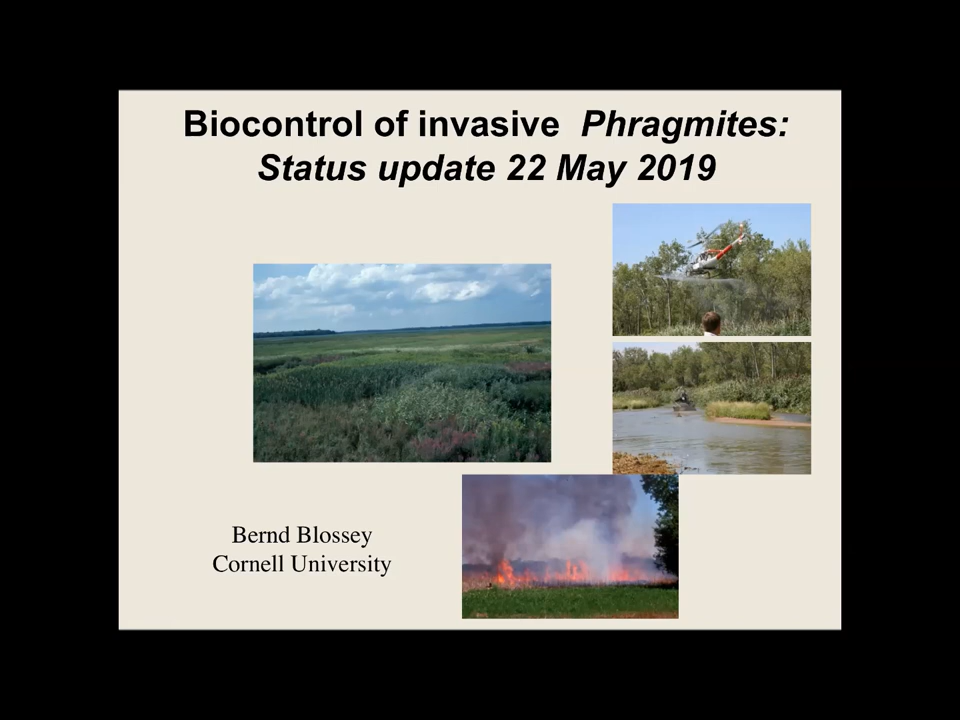 Biocontrol of invasive Phragmites:
Status update 22 May 2019
Bernd Blossey
Cornell University